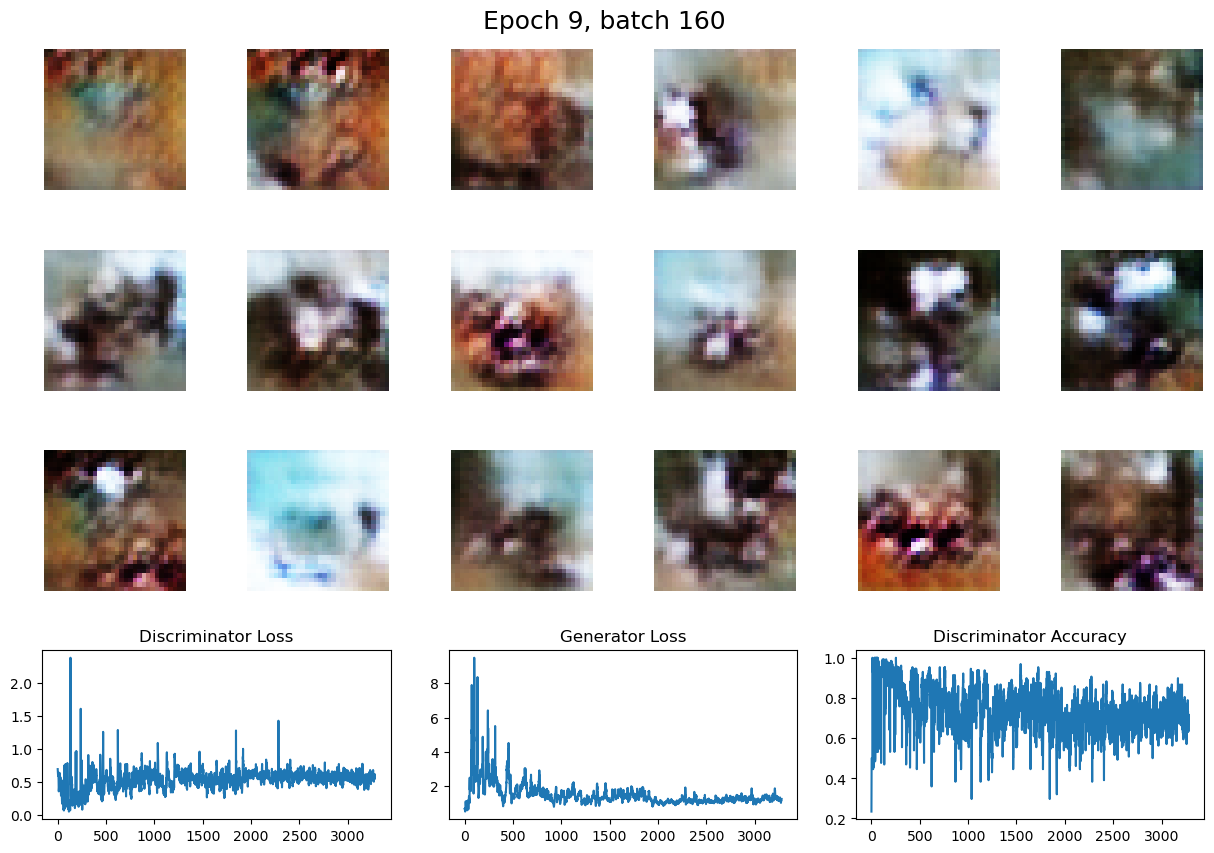 Epoch 9, batch 160
Discriminator Loss
Generator Loss
Discriminator Accuracy
2.0
1.5
1.0
0.5
0.0
0 500 1000 1500 2000 2500 3000
8
6
4
2
0 500 1000 1500 2000 2500 3000
1.0
0.8
0.6
0.4
0.2
0 500 1000 1500 2000 2500 3000